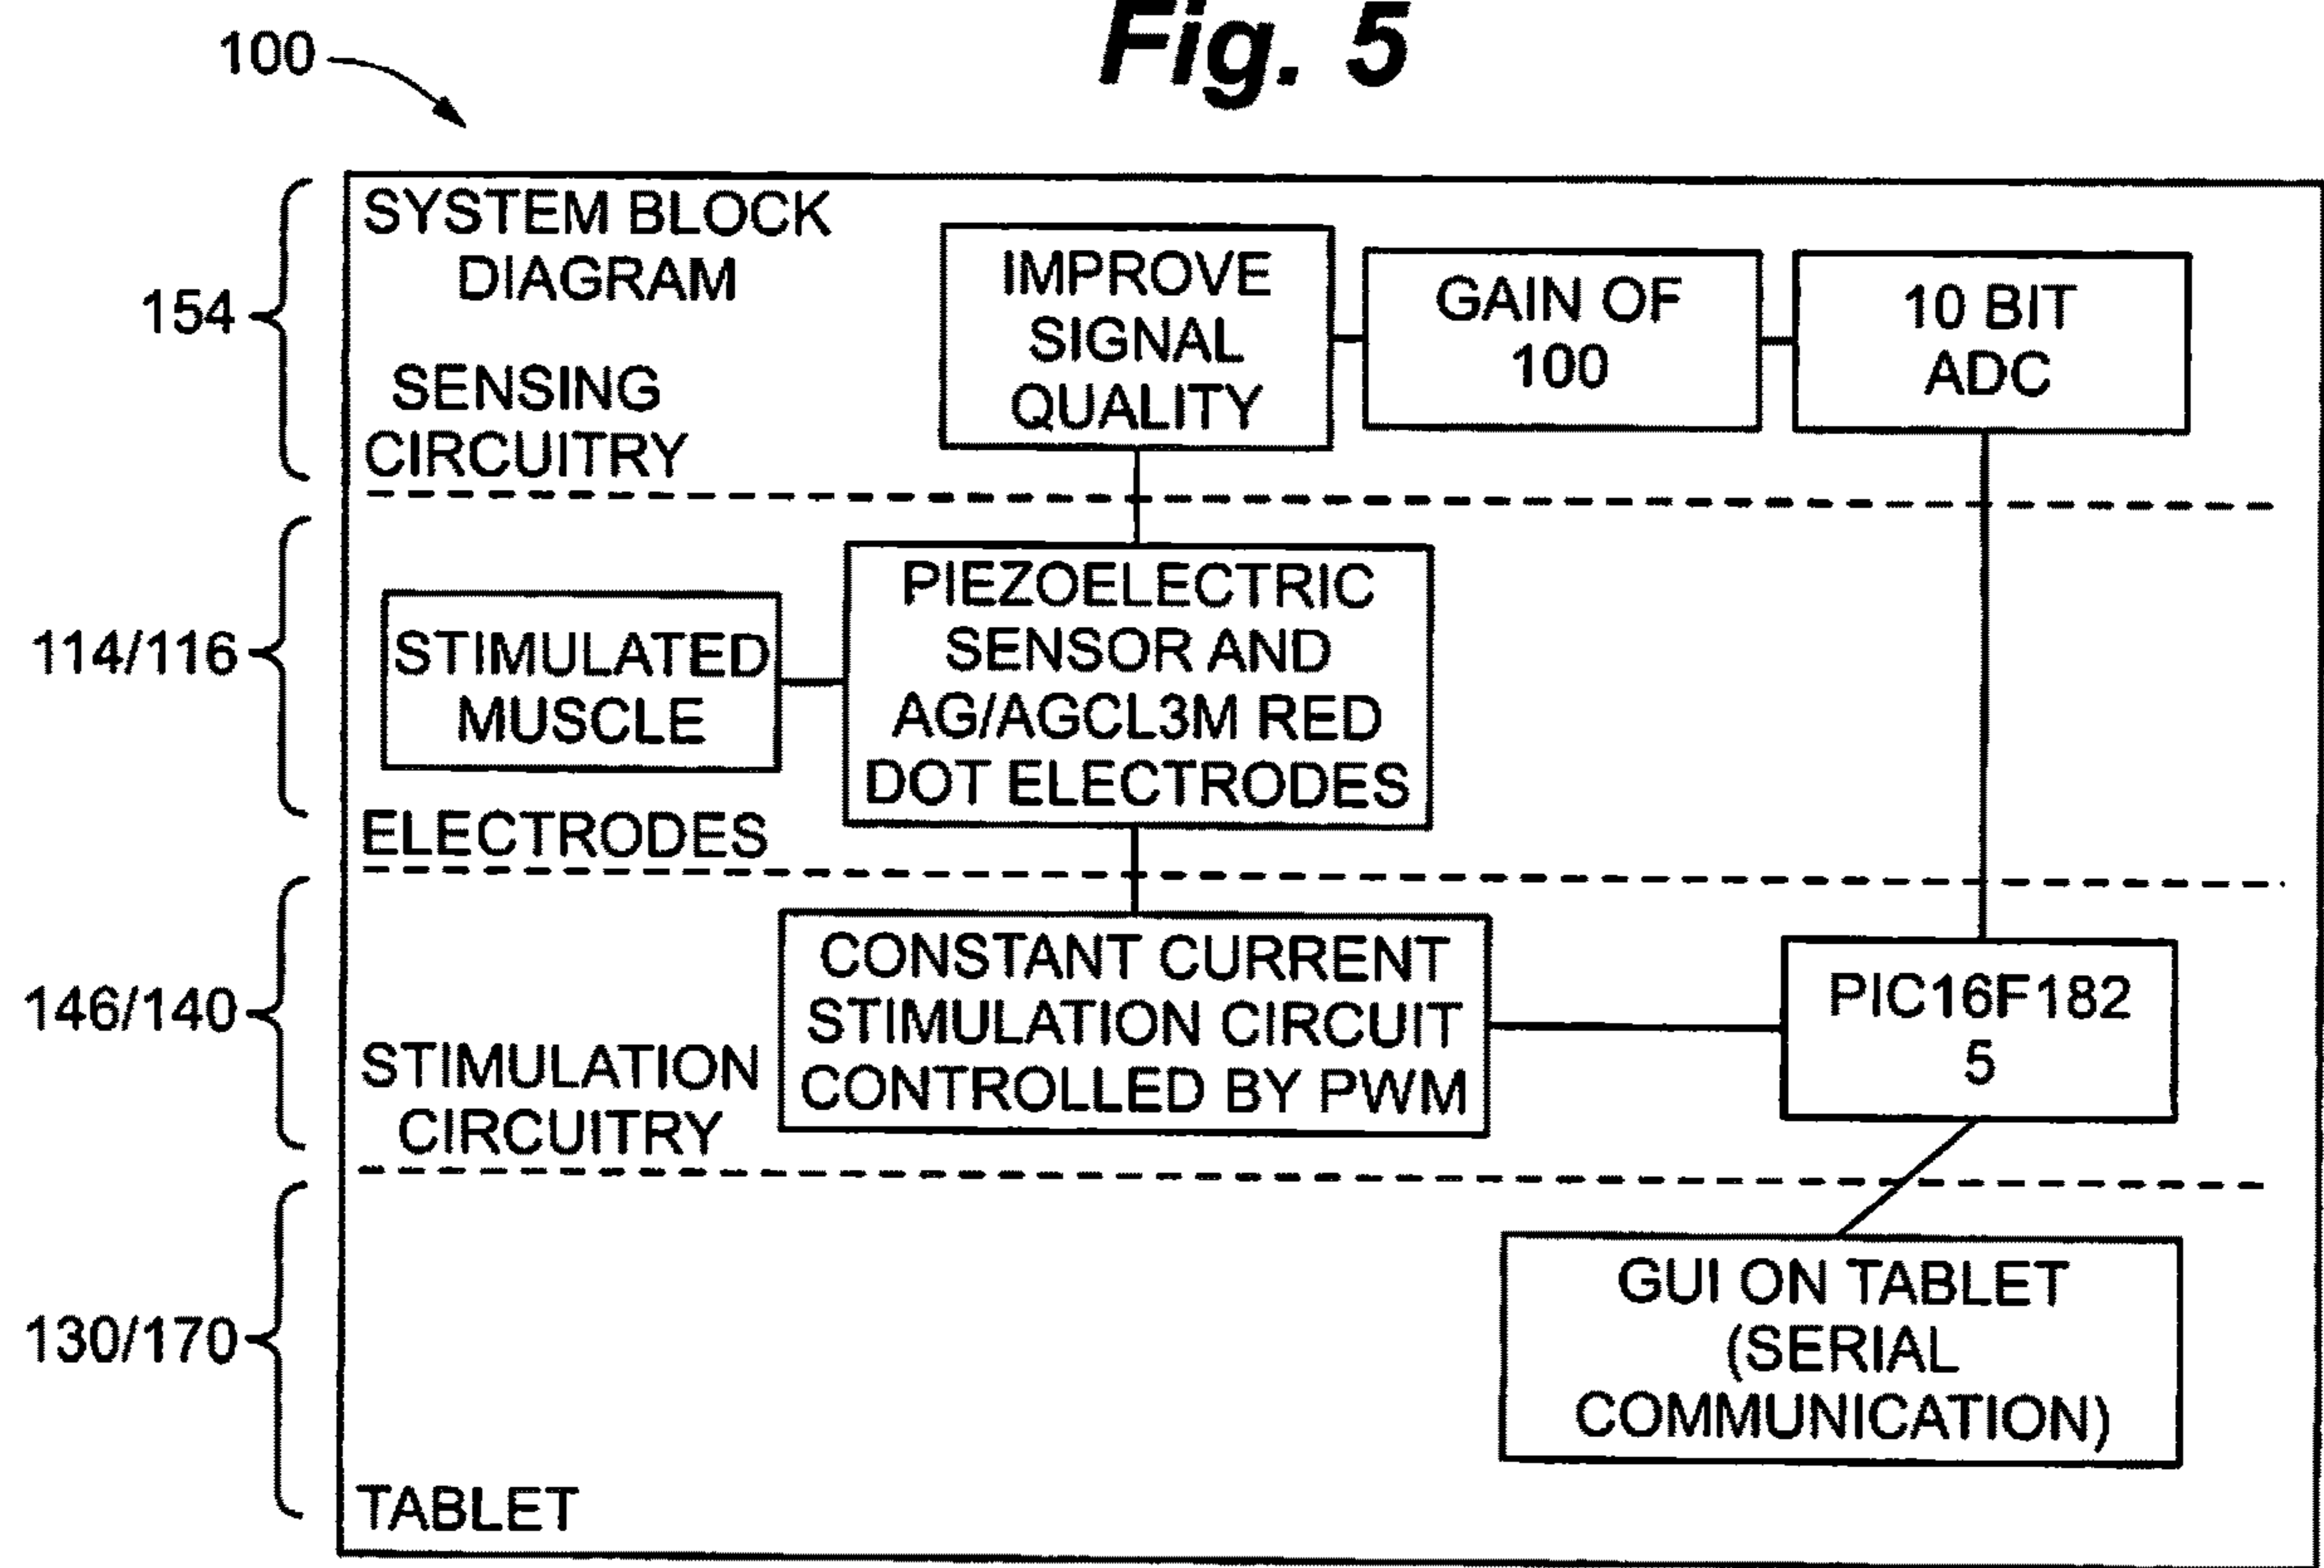 Fig. 5
100
154
SYSTEM BLOCK
DIAGRAM
SENSING
CIRCUITRY
IMPROVE
SIGNAL
QUALITY
GAIN OF
100
10 BIT
ADC
114/116
STIMULATED
MUSCLE
PIEZOELECTRIC
SENSOR AND
AG/AGCL3M RED
DOT ELECTRODES
ELECTRODES
146/140
CONSTANT CURRENT
STIMULATION CIRCUIT
CONTROLLED BY PWM
PIC16F182
5
STIMULATION
CIRCUITRY
130/170
GUI ON TABLET
(SERIAL
COMMUNICATION)
TABLET